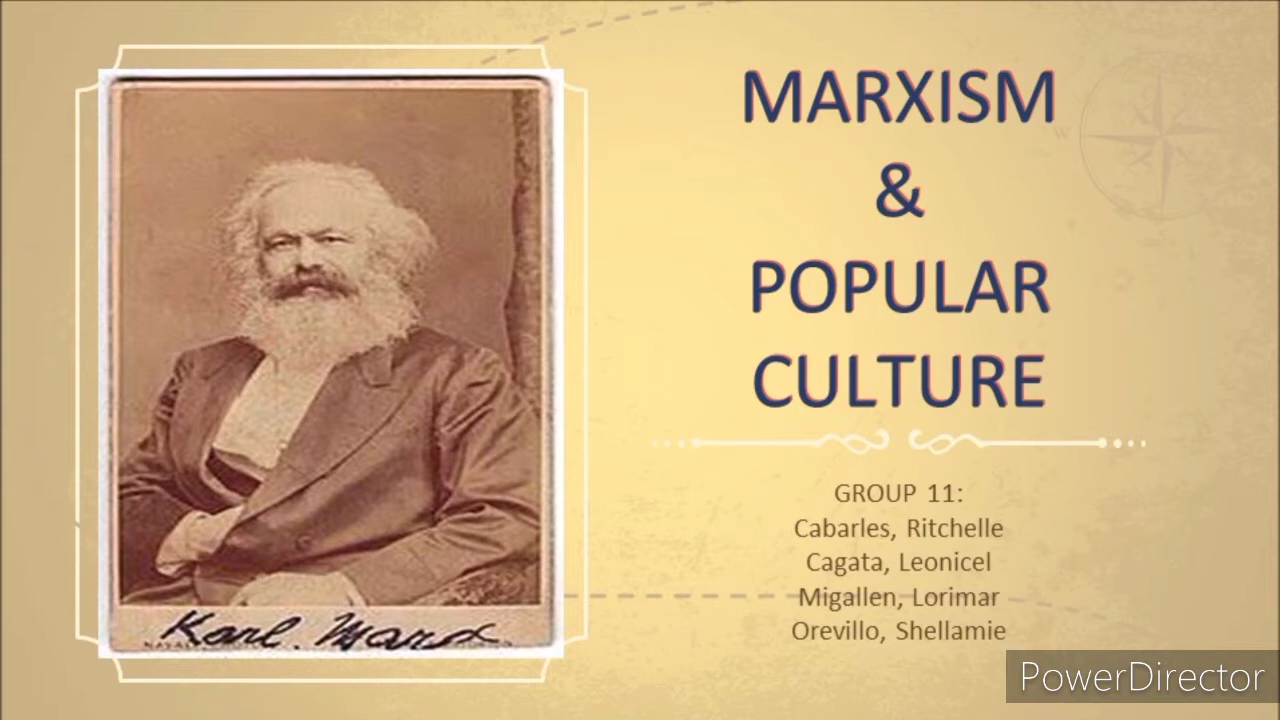 MARXISM
&
POPULAR
CULTURE
GROUP 11:
Cabarles, Ritchelle
Cagata, Leonicel
Migallen, Lorimar
Orevillo, Shellamie
Karl Marx
W
PowerDirector